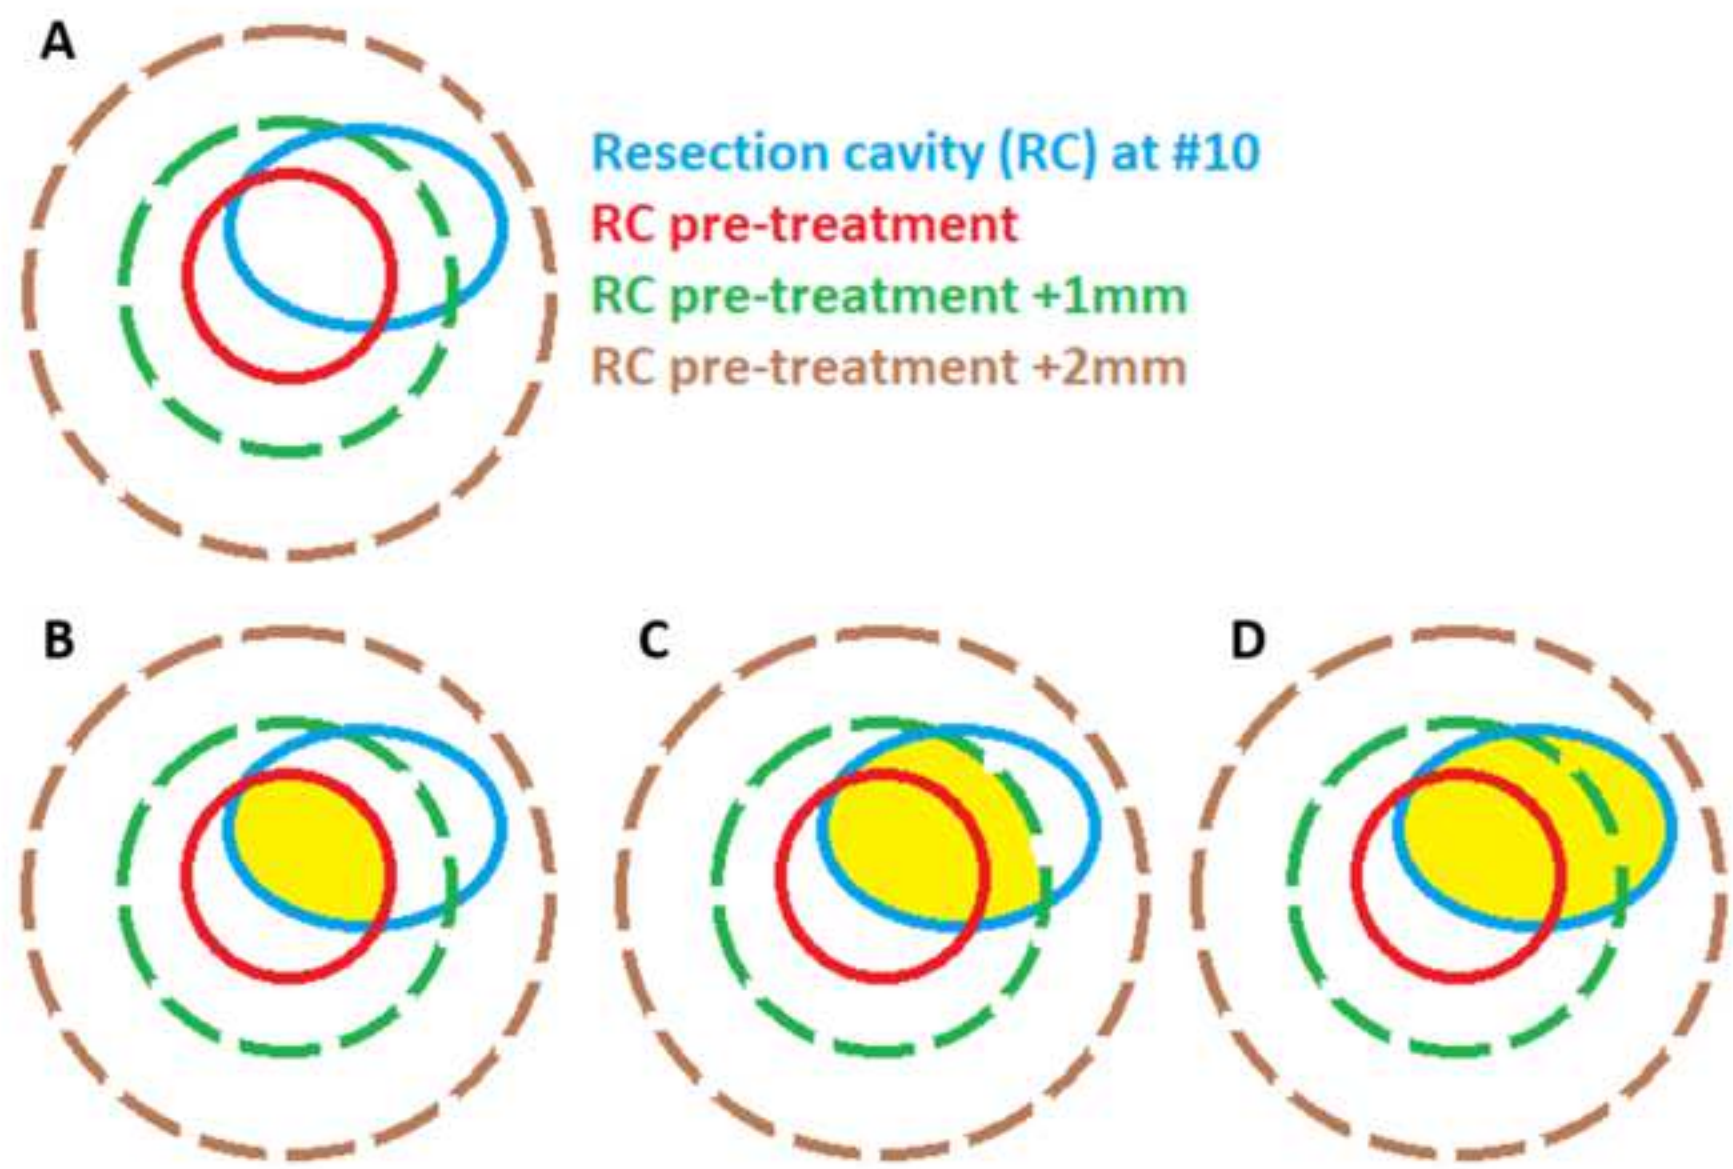 A
Resection cavity (RC) at #10
RC pre-treatment
RC pre-treatment +1mm
RC pre-treatment +2mm
B
C
D